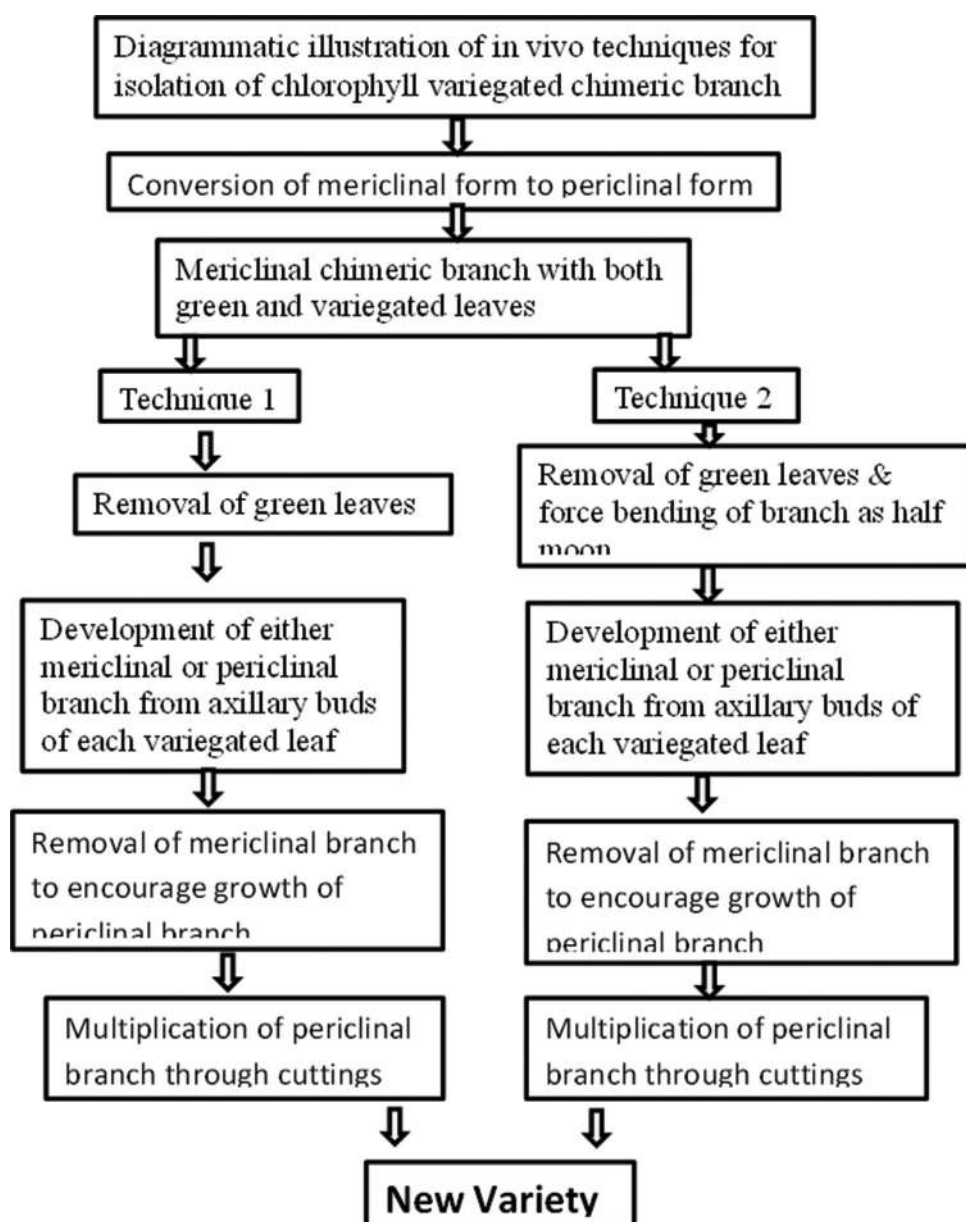 Diagrammatic illustration of in vivo techniques for
isolation of chlorophyll variegated chimeric branch
Conversion of mericlinal form to periclinal form
Mericlinal chimeric branch with both
green and variegated leaves
Technique 1
Removal of green leaves
Development of either
mericlinal or periclinal
branch from axillary buds
of each variegated leaf
Removal of mericlinal branch
to encourage growth of
periclinal branch
Multiplication of periclinal
branch through cuttings
Technique 2
Removal of green leaves &
force bending of branch as half
moon
Development of either
mericlinal or periclinal
branch from axillary buds of
each variegated leaf
Removal of mericlinal branch
to encourage growth of
periclinal branch
Multiplication of periclinal
branch through cuttings
New Variety